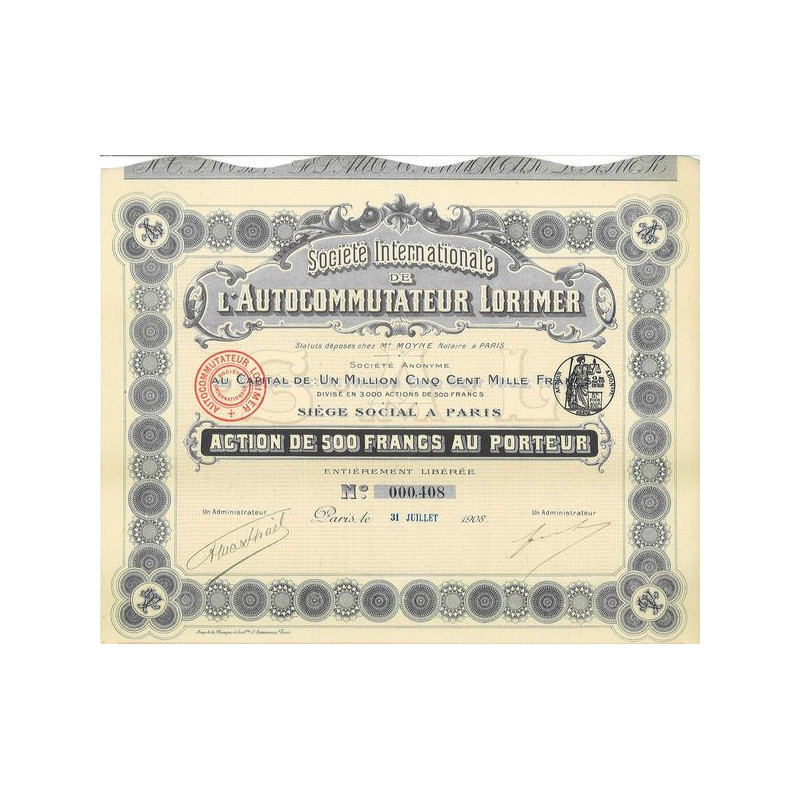 Société Internationale
DE
L'AUTOCOMMUTATEUR LORIMER
Statuts déposés chez Me MOYNE Notaire à PARIS
SOCIÉTÉ ANONYME
AU CAPITAL DE UN MILLION CINQ CENT MILLE FRANCS
DIVISÉ EN 3.000 ACTIONS DE 500 FRANCS
SIÈGE SOCIAL A PARIS
AUTOCOMMUTATEUR LORIMER
SOCIÉTÉ INTERNATIONALE
ACTION DE 500 FRANCS AU PORTEUR
ENTIÈREMENT LIBÉRÉE
No 000.408
Un Administrateur
Paris, le 31 JUILLET 1908
Un Administrateur